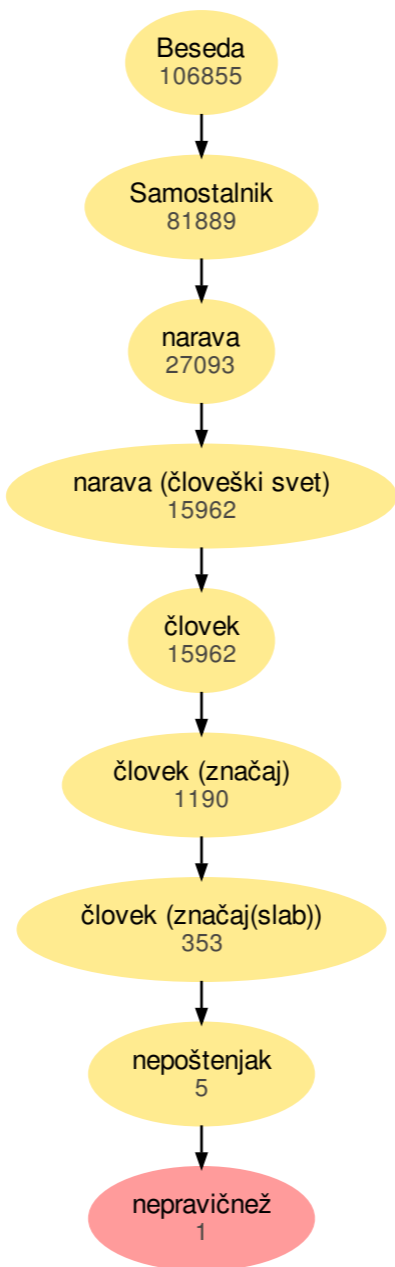 Beseda
106855
Samostalnik
81889
narava
27093
narava (človeški svet)
15962
človek
15962
človek (značaj)
1190
človek (značaj(slab))
353
nepoštenjak
5
nepravičnež
1